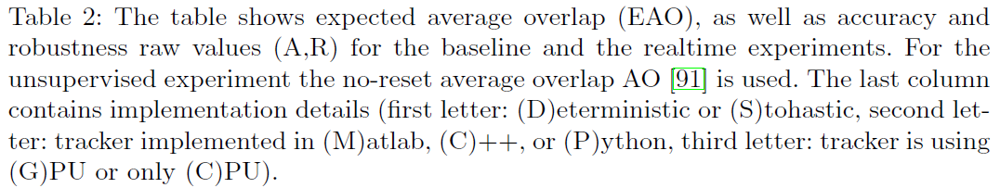 Table 2: The table shows expected average overlap (EAO), as well as accuracy and
robustness raw values (A,R) for the baseline and the realtime experiments. For the
unsupervised experiment the no-reset average overlap AO [91] is used. The last column
contains implementation details (first letter: (D)eterministic or (S)tohastic, second let-
ter: tracker implemented in (M)atlab, (C)++, or (P)ython, third letter: tracker is using
(G)PU or only (C)PU).